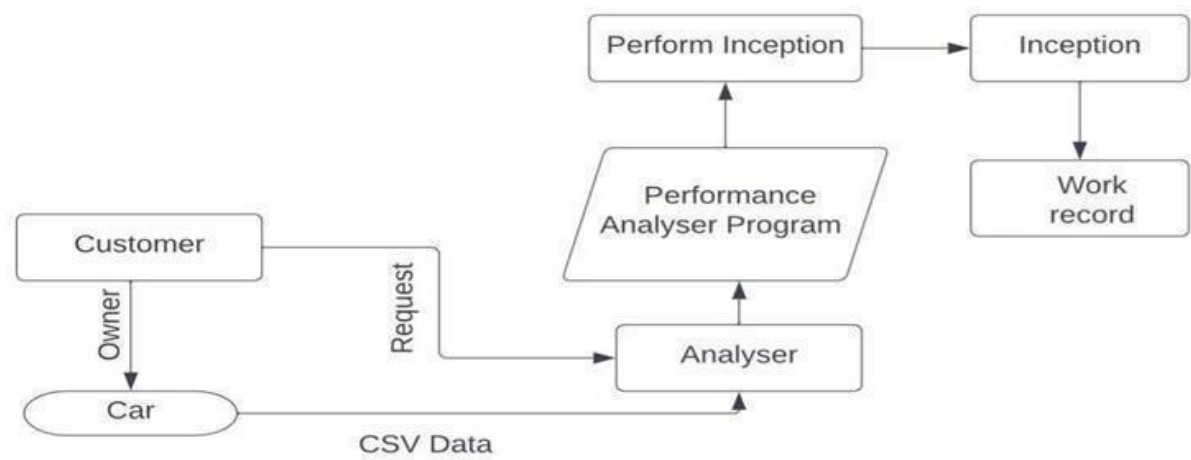 Perform Inception
Inception
Performance
Analyser Program
Work
record
Customer
Owner
Request
Analyser
Car
CSV Data